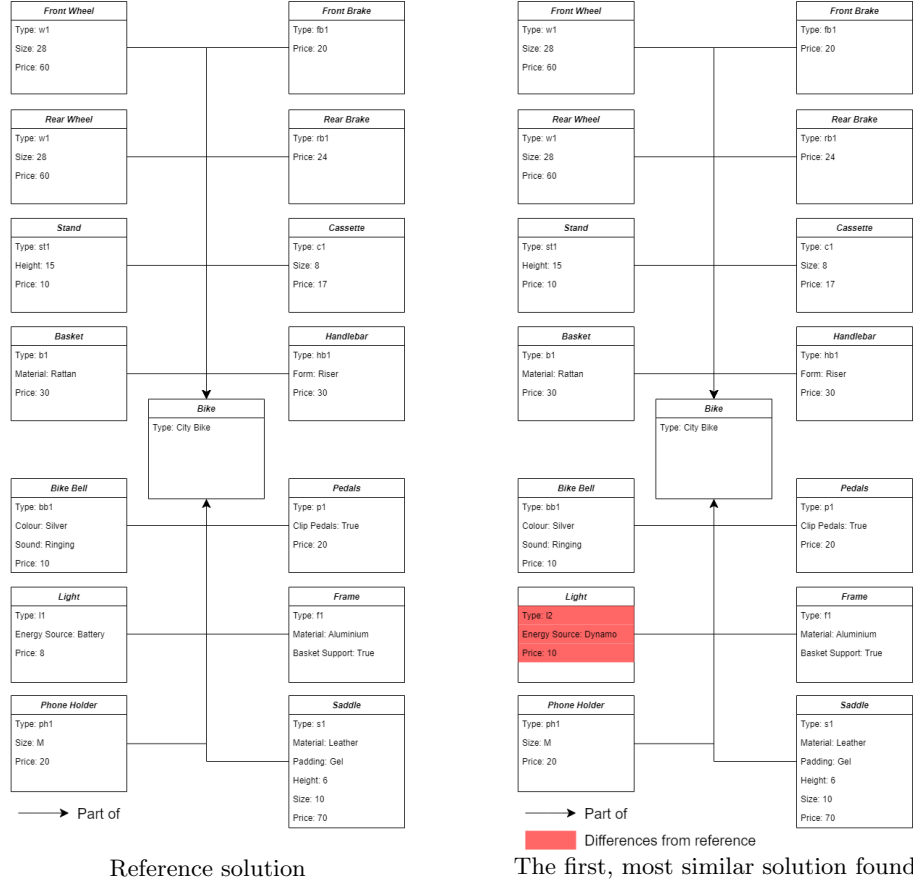 Front Wheel
Type: w1
Size: 28
Price: 60
Front Brake
Type: fb1
Price: 20
Rear Wheel
Type: w1
Size: 28
Price: 60
Rear Brake
Type: rb1
Price: 24
Stand
Type: st1
Height: 15
Price: 10
Cassette
Type: c1
Size: 8
Price: 17
Basket
Type: b1
Material: Rattan
Price: 30
Handlebar
Type: hb1
Form: Riser
Price: 30
Bike
Type: City Bike
Bike Bell
Type: bb1
Colour: Silver
Sound: Ringing
Price: 10
Pedals
Type: p1
Clip Pedals: True
Price: 20
Light
Type: l1
Energy Source: Battery
Price: 8
Frame
Type: f1
Material: Aluminium
Basket Support: True
Phone Holder
Type: ph1
Size: M
Price: 20
Saddle
Type: s1
Material: Leather
Padding: Gel
Height: 6
Size: 10
Price: 70
Part of
Reference solution
Front Wheel
Type: w1
Size: 28
Price: 60
Front Brake
Type: fb1
Price: 20
Rear Wheel
Type: w1
Size: 28
Price: 60
Rear Brake
Type: rb1
Price: 24
Stand
Type: st1
Height: 15
Price: 10
Cassette
Type: c1
Size: 8
Price: 17
Basket
Type: b1
Material: Rattan
Price: 30
Handlebar
Type: hb1
Form: Riser
Price: 30
Bike
Type: City Bike
Bike Bell
Type: bb1
Colour: Silver
Sound: Ringing
Price: 10
Pedals
Type: p1
Clip Pedals: True
Price: 20
Light
Type: l2
Energy Source: Dynamo
Price: 10
Frame
Type: f1
Material: Aluminium
Basket Support: True
Phone Holder
Type: ph1
Size: M
Price: 20
Saddle
Type: s1
Material: Leather
Padding: Gel
Height: 6
Size: 10
Price: 70
Part of
Differences from reference
The first, most similar solution found